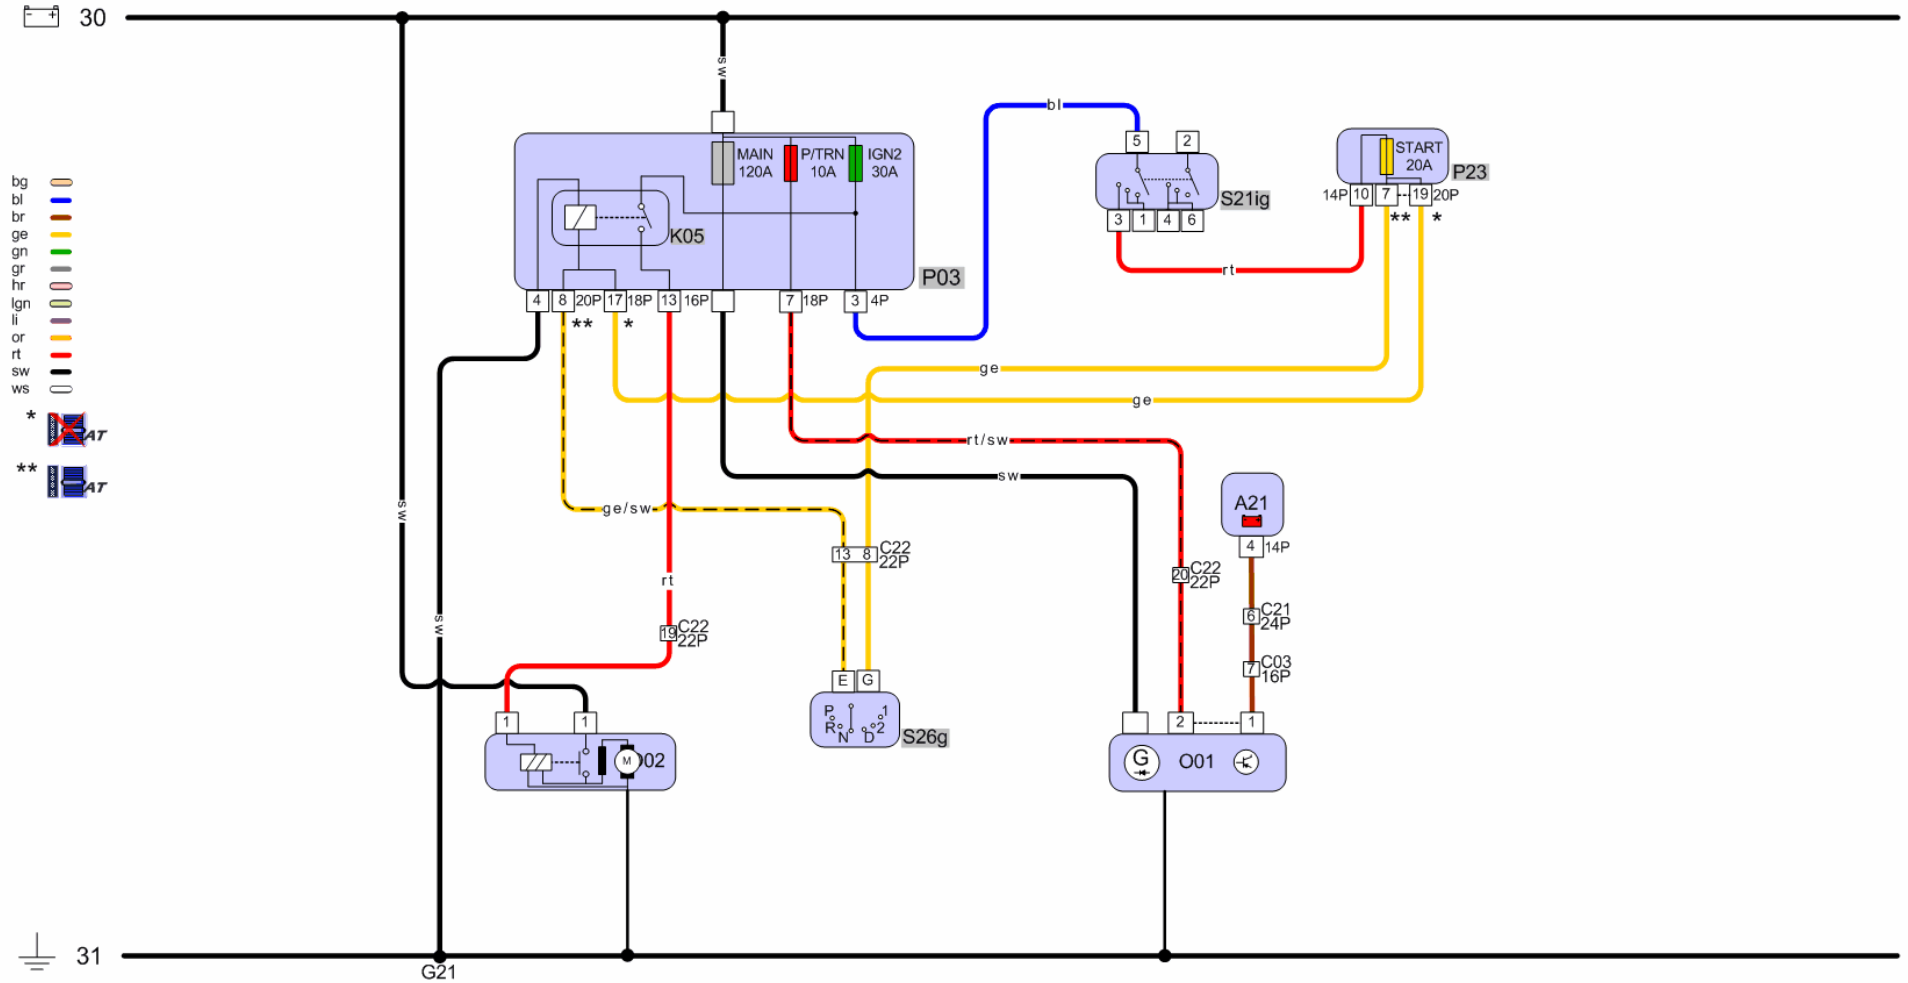 - +
30
sw
bl
5
2
MAIN
120A
P/TRN
10A
IGN2
30A
START
20A
P23
S21ig
14P
10
7
19
20P
**
*
3
1
4
6
bg
bl
br
ge
gn
gr
hr
lgn
li
or
rt
sw
ws
K05
P03
rt
4
8
20P
17
18P
13
16P
7
18P
3
4P
**
*
ge
ge
*
AT
rt/sw
**
AT
sw
sw
ge/sw
A21
4
14P
13
8
C22
22P
20
C22
22P
rt
6
C21
24P
sw
19
C22
22P
7
C03
16P
E
G
1
1
P
R
N
D
2
1
S26g
2
1
M
02
G
O01
31
G21